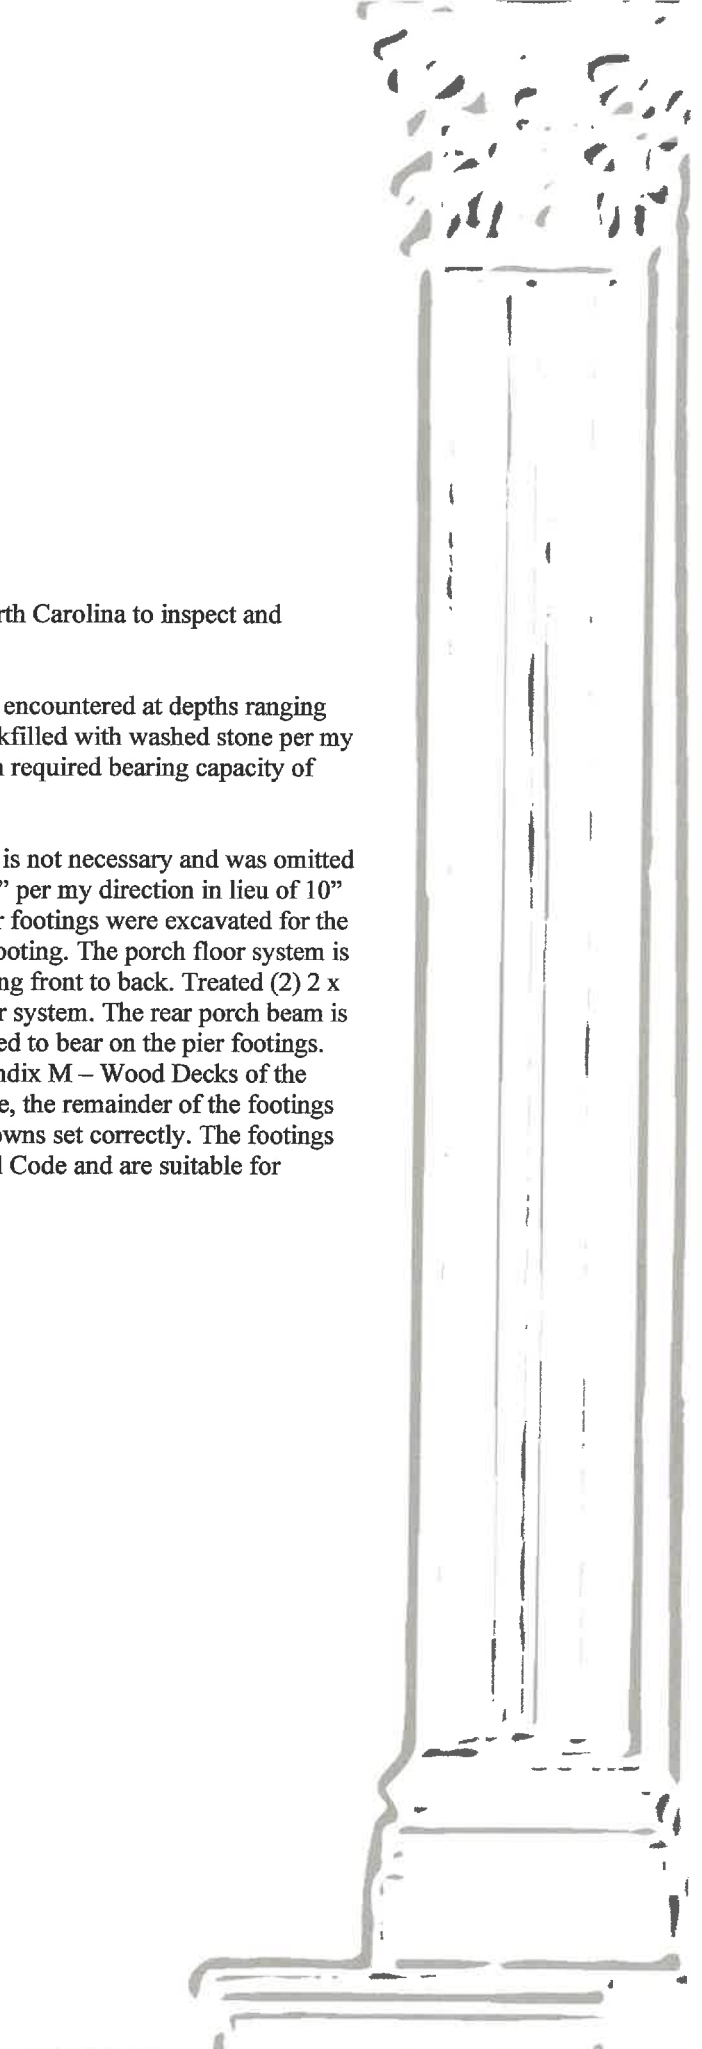 rth Carolina to inspect and
encountered at depths ranging
kfilled with washed stone per my
required bearing capacity of
is not necessary and was omitted
” per my direction in lieu of 10”
footings were excavated for the
ooting. The porch floor system is
ng front to back. Treated (2) 2 x
r system. The rear porch beam is
ed to bear on the pier footings.
ndix M – Wood Decks of the
e, the remainder of the footings
owns set correctly. The footings
l Code and are suitable for